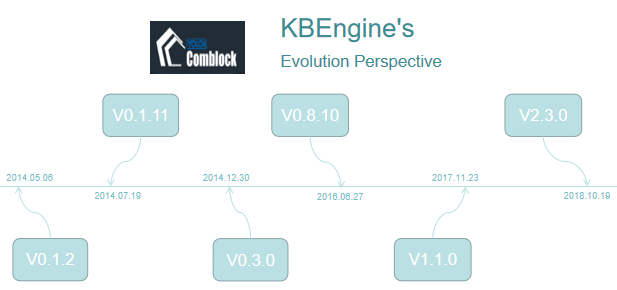 YOLO
Comblock
KBEngine's
Evolution Perspective
V0.1.11
V0.8.10
V2.3.0
2014.05.06
2014.12.30
2017.11.23
2014.07.19
2016.06.27
2018.10.19
V0.1.2
V0.3.0
V1.1.0